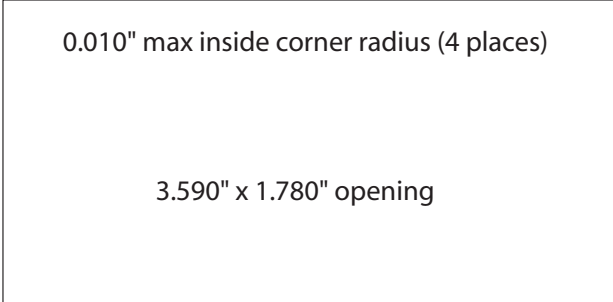 0.010" max inside corner radius (4 places)
3.590" x 1.780" opening